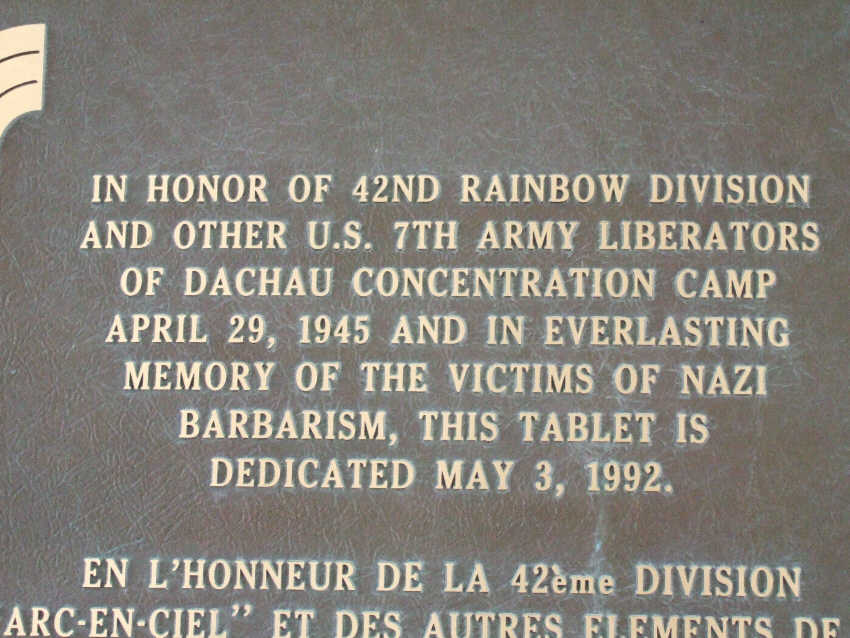 IN HONOR OF 42ND RAINBOW DIVISION
AND OTHER U.S. 7TH ARMY LIBERATORS
OF DACHAU CONCENTRATION CAMP
APRIL 29, 1945 AND IN EVERLASTING
MEMORY OF THE VICTIMS OF NAZI
BARBARISM, THIS TABLET IS
DEDICATED MAY 3, 1992.
EN L'HONNEUR DE LA 42ème DIVISION
ARC-EN-CIEL" ET DES AUTRES ELEMENTS DE